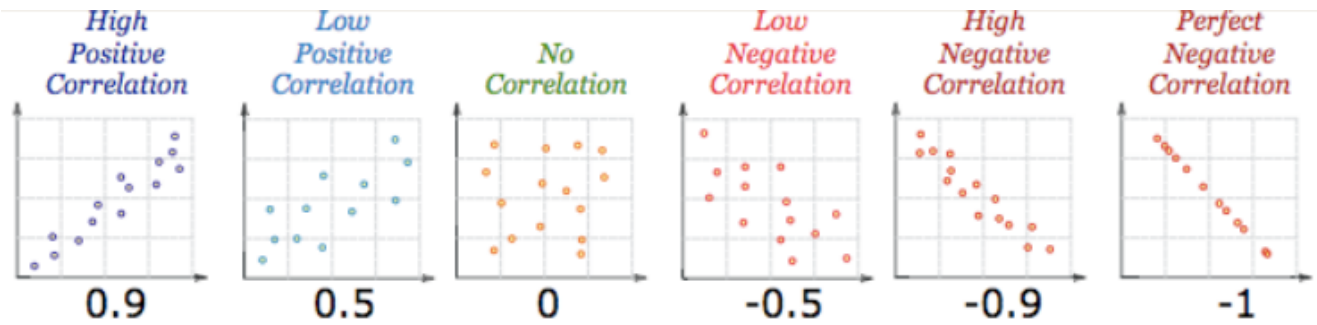 High
Positive
Correlation
Low
Positive
Correlation
No
Correlation
Low
Negative
Correlation
High
Negative
Correlation
Perfect
Negative
Correlation
0.9
0.5
0
-0.5
-0.9
-1